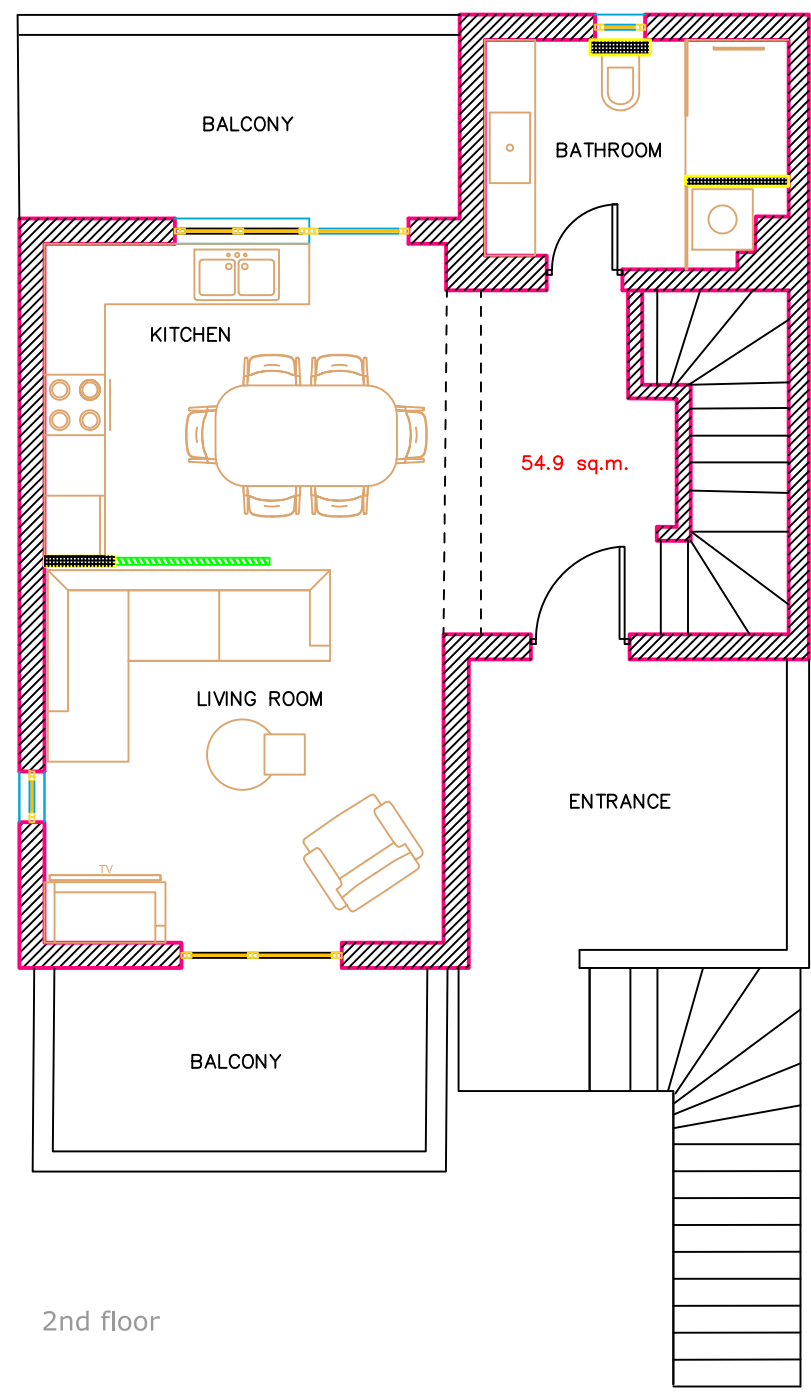 BALCONY
BATHROOM
KITCHEN
54.9 sq.m.
LIVING ROOM
ENTRANCE
TV
BALCONY
2nd floor